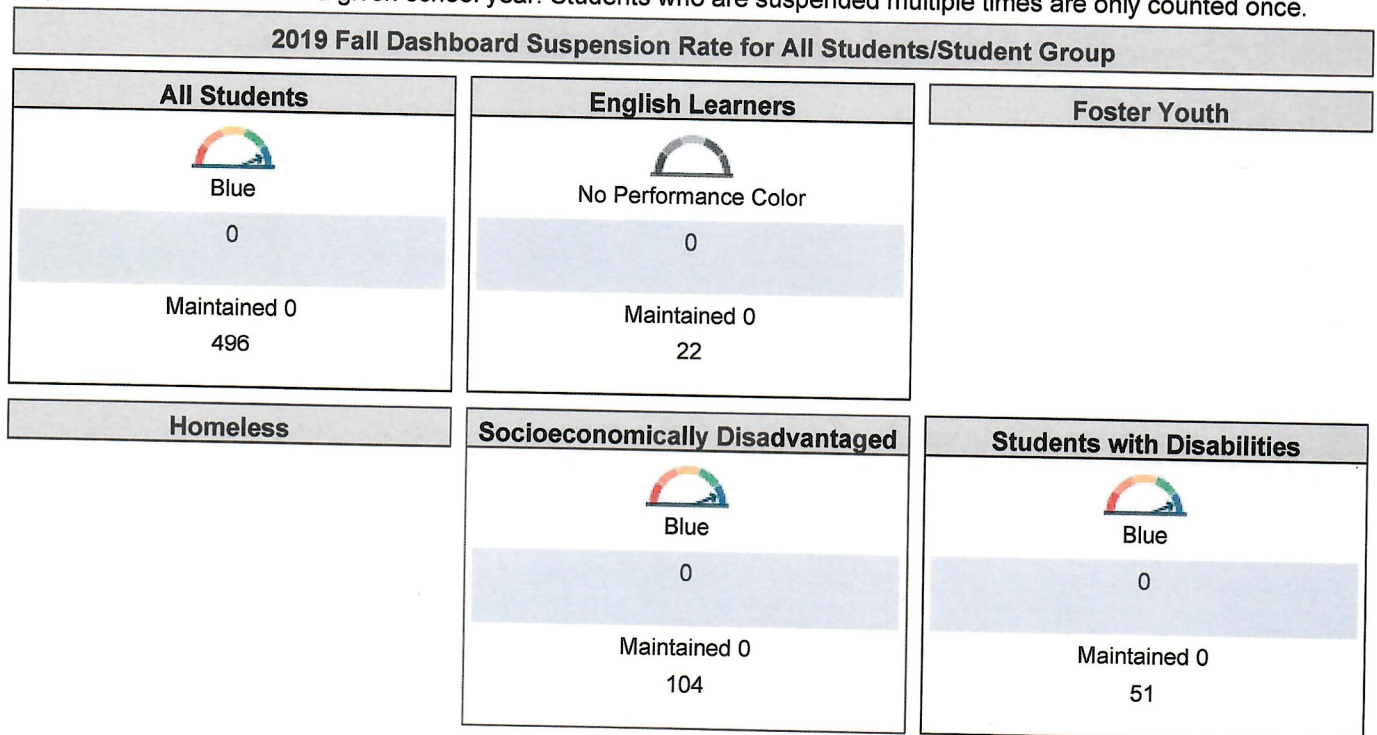 given school year. Students who are suspended multiple times are only counted once.
2019 Fall Dashboard Suspension Rate for All Students/Student Group
All Students
Blue
0
Maintained 0
496
English Learners
No Performance Color
0
Maintained 0
22
Foster Youth
Homeless
Socioeconomically Disadvantaged
Blue
0
Maintained 0
104
Students with Disabilities
Blue
0
Maintained 0
51